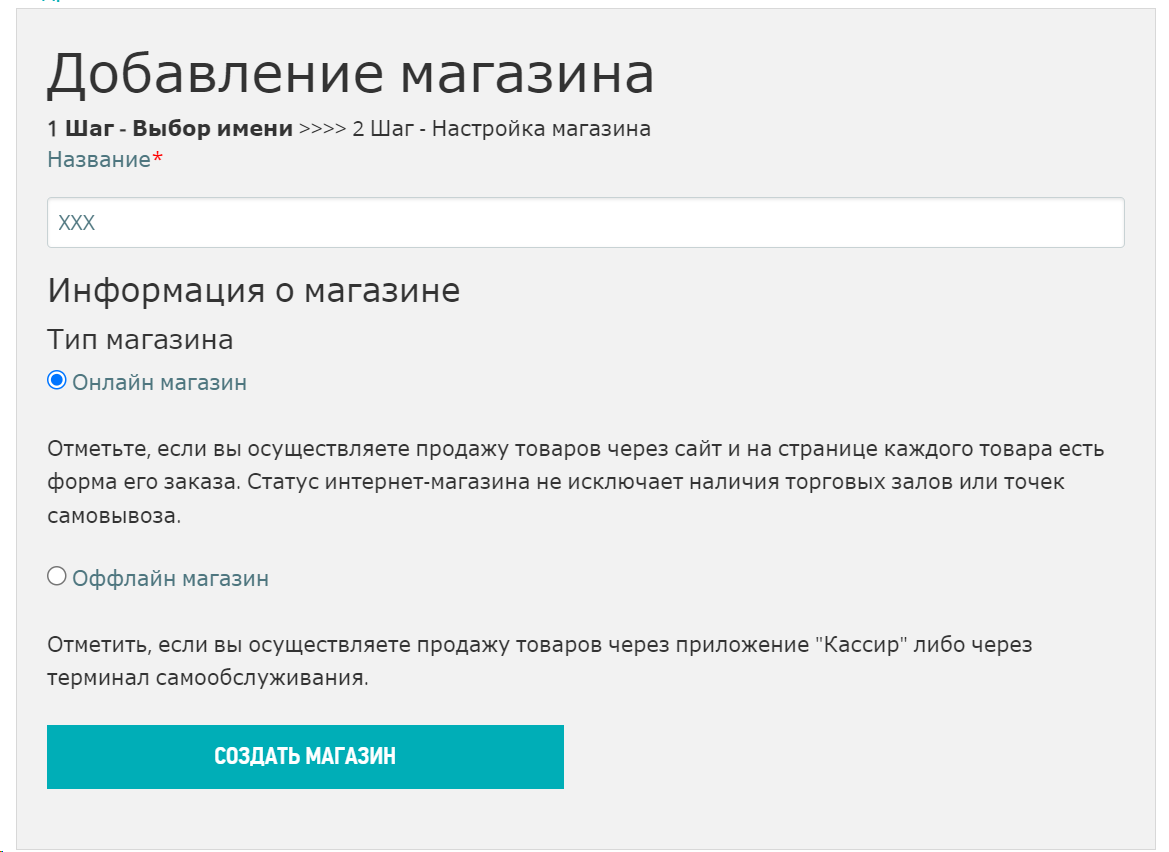 Добавление магазина
1 Шаг - Выбор имени >>>> 2 Шаг - Настройка магазина
Название*
XXX
Информация о магазине
Тип магазина
Онлайн магазин
Отметьте, если вы осуществляете продажу товаров через сайт и на странице каждого товара есть
форма его заказа. Статус интернет-магазина не исключает наличия торговых залов или точек
самовывоза.
Оффлайн магазин
Отметить, если вы осуществляете продажу товаров через приложение "Кассир" либо через
терминал самообслуживания.
СОЗДАТЬ МАГАЗИН